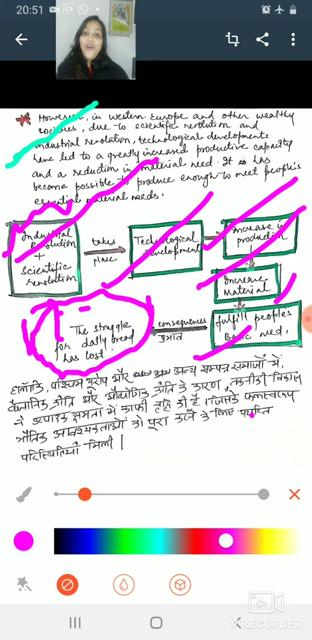 20:51
However, in western Europe and other wealthy
societies, due to scientific revolution and
industrial revolution, technological developments
have led to a greatly increased productive capacity
and a reduction in material need. It is has
become possible to produce enough to meet people's
essential material needs.
Industrial
Revolution
+
Scientific
revolution
takes
place
Technological
development
Increase in
production
Increase
Material
fulfill peoples
Basic need,
consequences
The struggle
for daily bread
has lost
हालाँकि, पश्चिम यूरोप और अन्य सम्पन्न समाजों में,
वैज्ञानिक क्रांति और औद्योगिक क्रांति के कारण, तकनीकी विकास
ने उत्पादन क्षमता में काफी वृद्धि की है। जिसके फलस्वरूप
भौतिक आवश्यकताओं को पूरा करने के लिए पर्याप्त
परिस्थितियां मिली।
V RECORDER